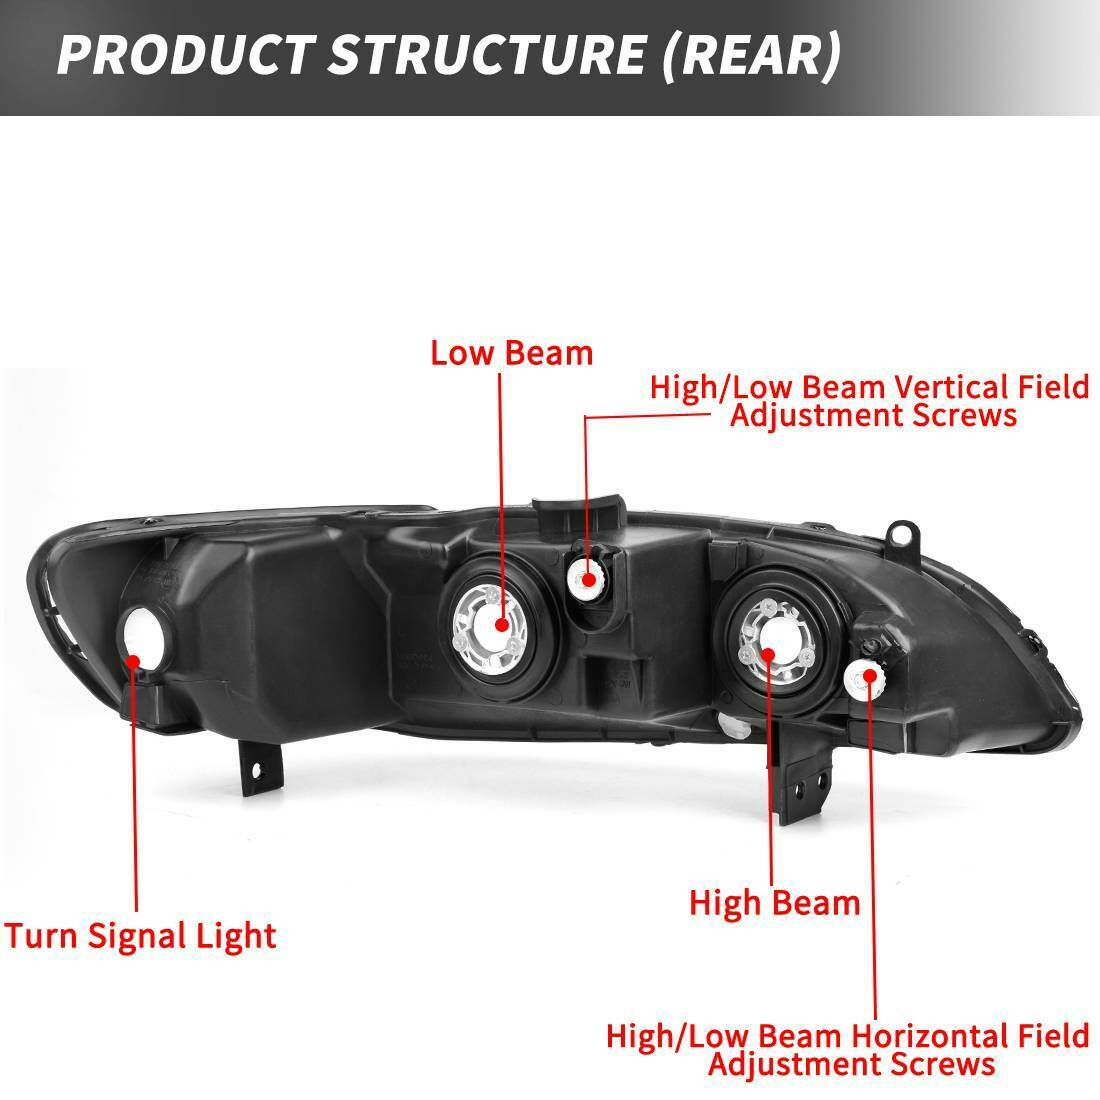 PRODUCT STRUCTURE (REAR)
Low Beam
High/Low Beam Vertical Field
Adjustment Screws
High Beam
Turn Signal Light
High/Low Beam Horizontal Field
Adjustment Screws